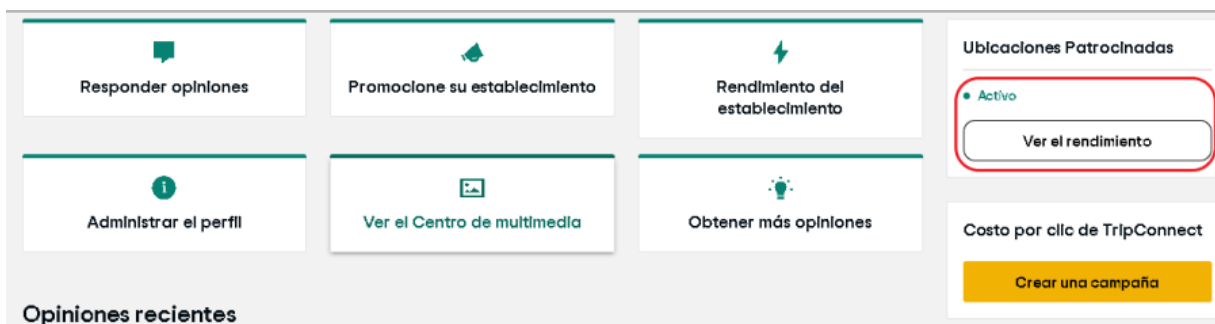 Responder opiniones
Promocione su establecimiento
Rendimiento del
establecimiento
Ubicaciones Patrocinadas
Activo
Ver el rendimiento
Administrar el perfil
Ver el Centro de multimedia
Obtener más opiniones
Costo por clic de TripConnect
Crear una campaña
Opiniones recientes